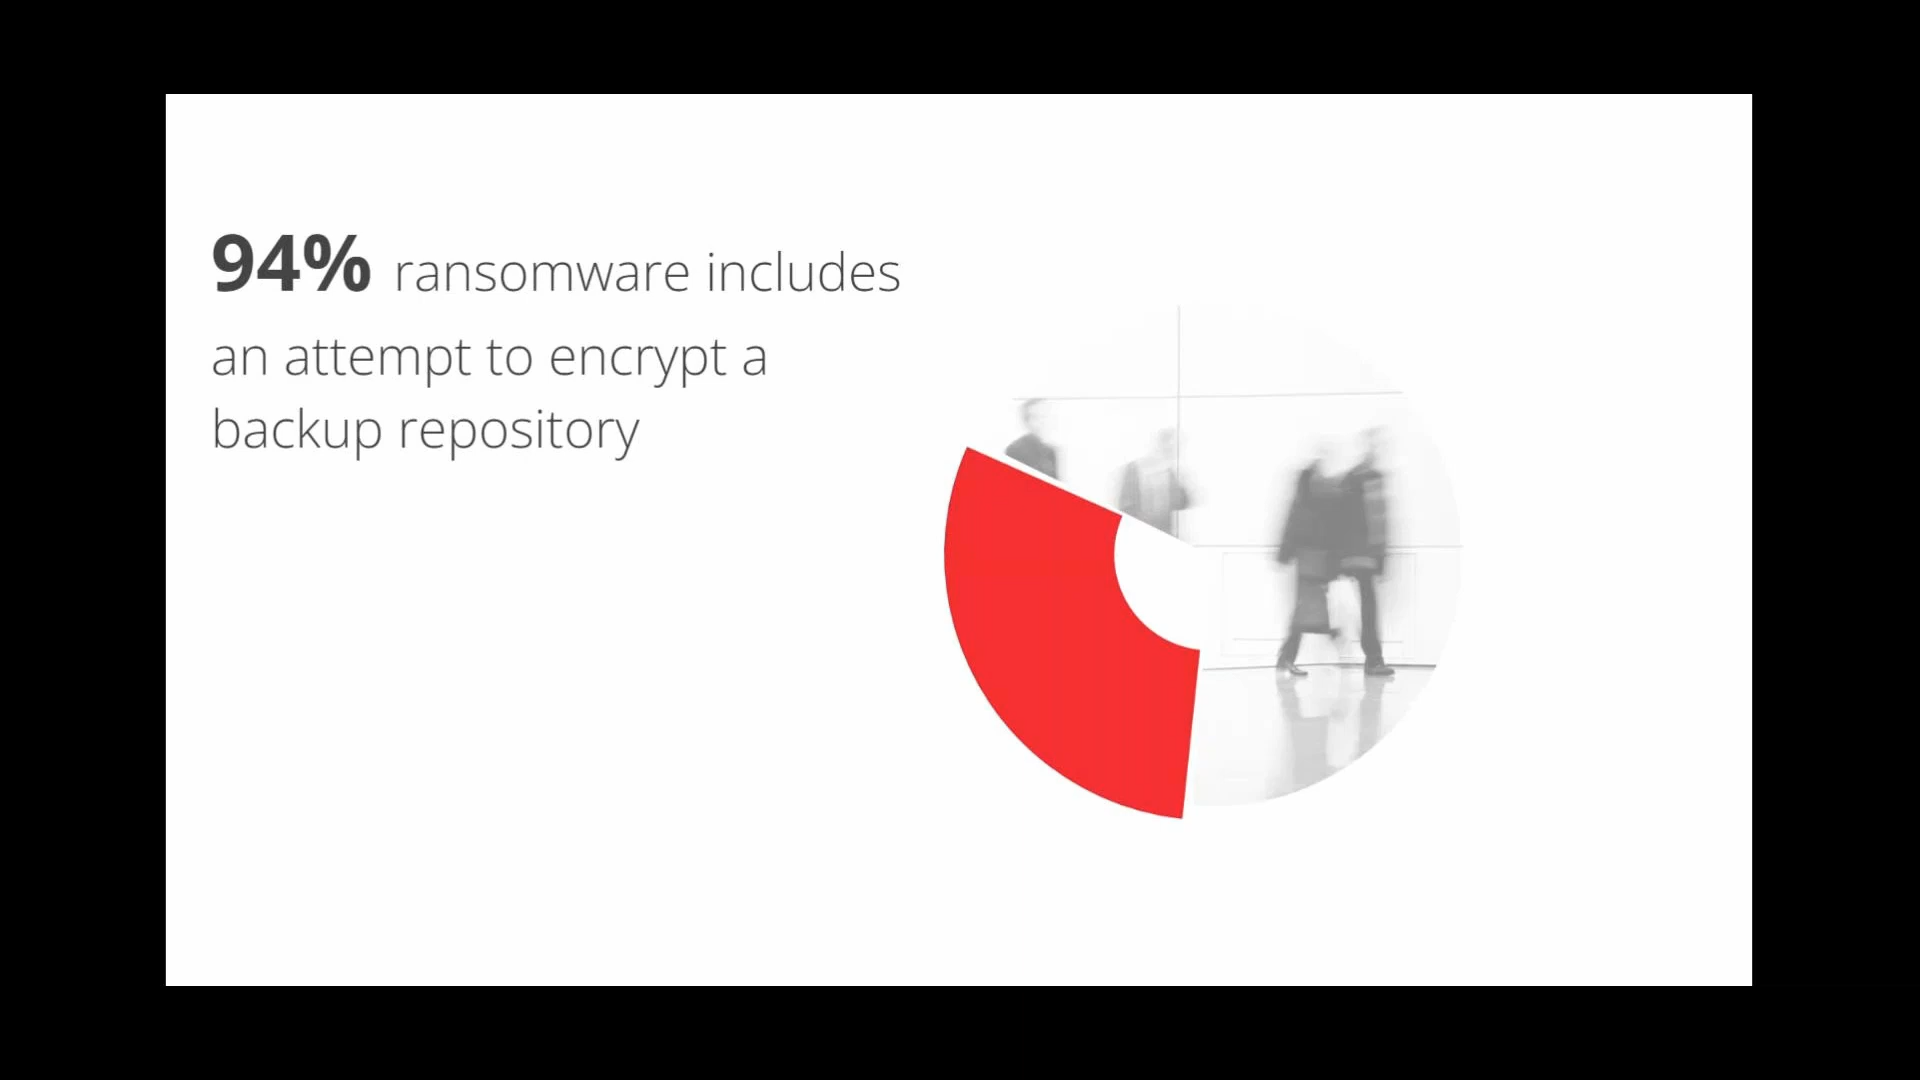 94% ransomware includes
an attempt to encrypt a
backup repository